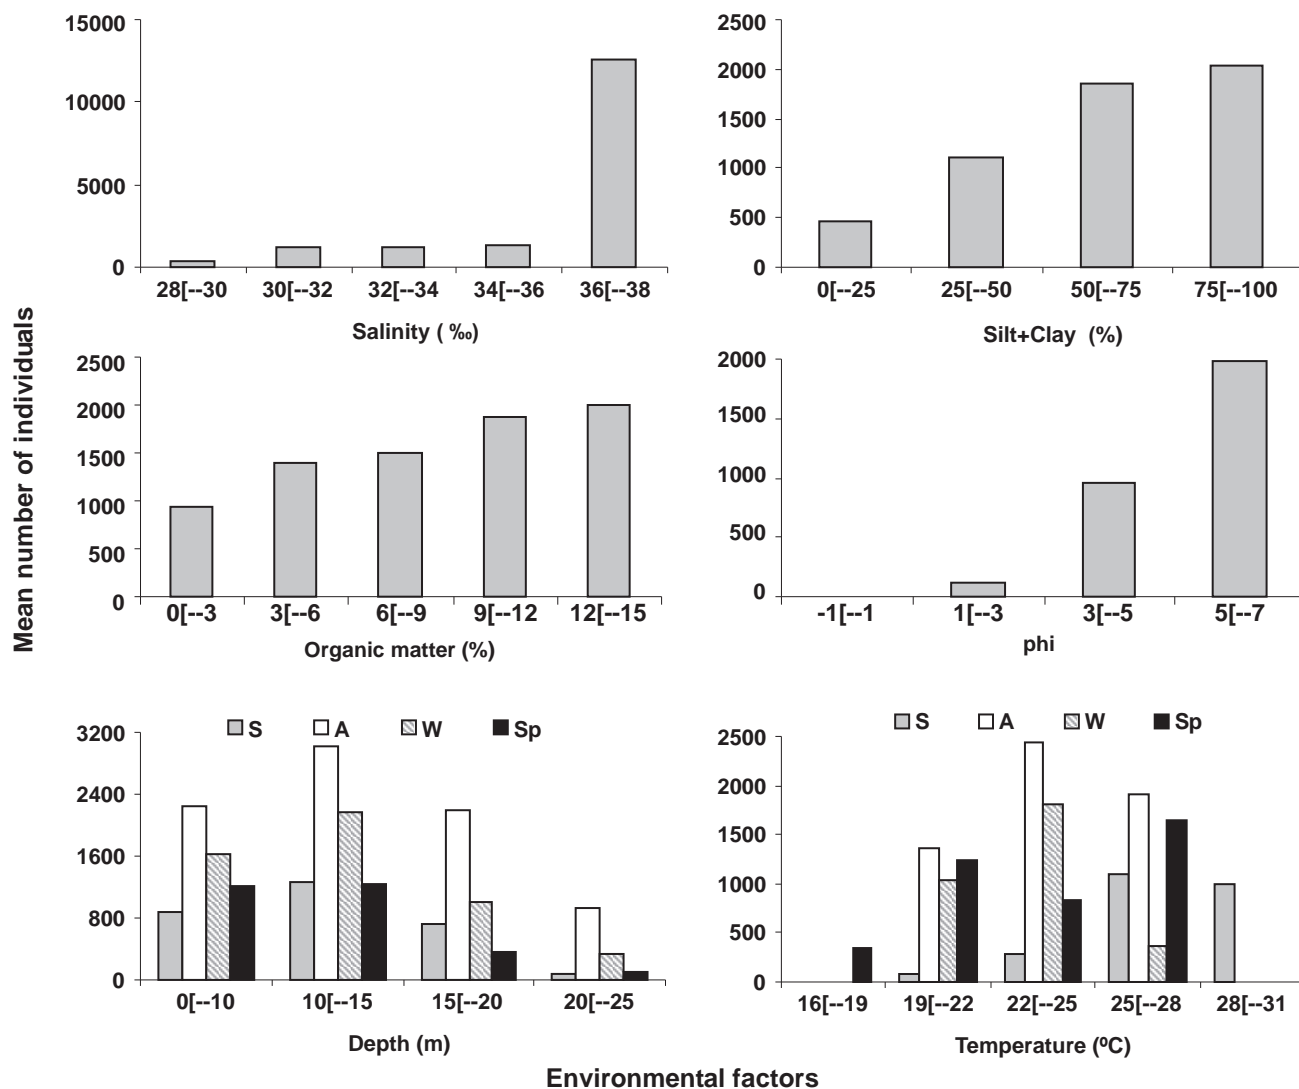 Mean number of individuals
15000
10000
5000
0
28[--30 30[--32 32[--34 34[--36 36[--38
Salinity ( ‰)
2500
2000
1500
1000
500
0
0[--25 25[--50 50[--75 75[--100
Silt+Clay (%)
2500
2000
1500
1000
500
0
0[--3 3[--6 6[--9 9[--12 12[--15
Organic matter (%)
2000
1500
1000
500
0
-1[--1 1[--3 3[--5 5[--7
phi
S A W Sp
3200
2400
1600
800
0
0[--10 10[--15 15[--20 20[--25
Depth (m)
S A W Sp
2500
2000
1500
1000
500
0
16[--19 19[--22 22[--25 25[--28 28[--31
Temperature (ºC)
Environmental factors